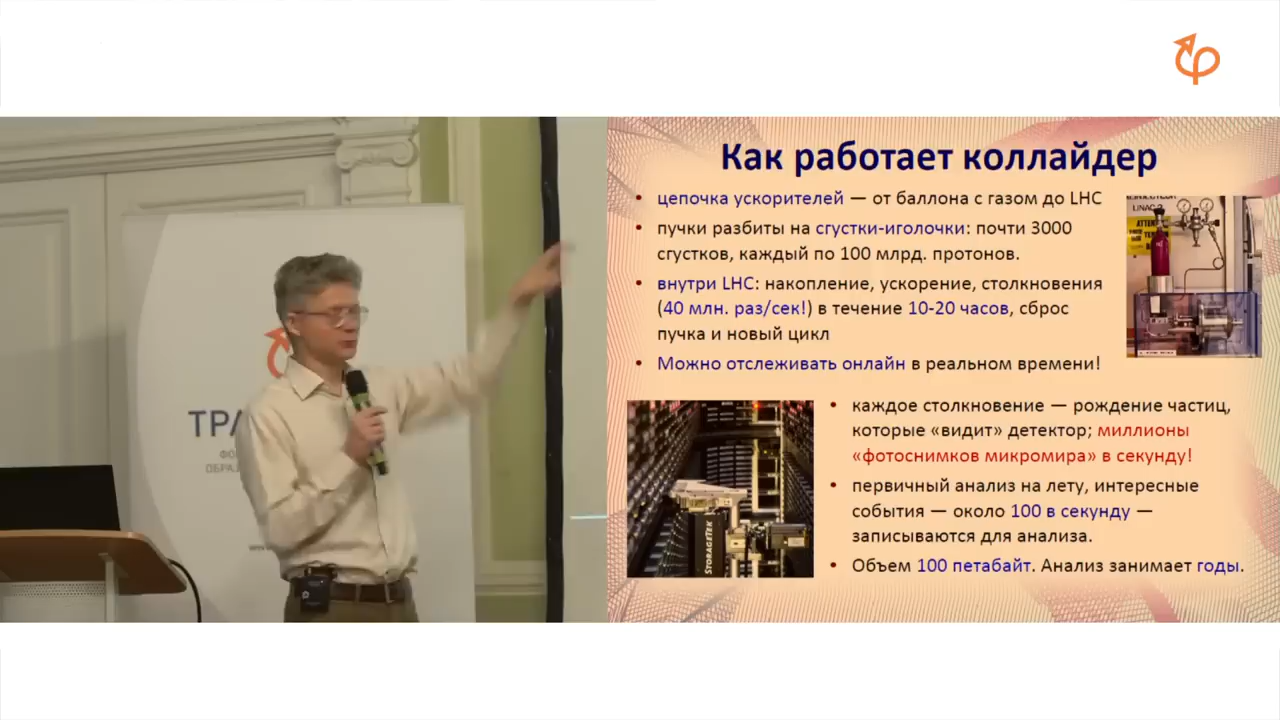 Как работает коллайдер
• цепочка ускорителей — от баллона с газом до LHC
• пучки разбиты на сгустки-иголочки: почти 3000
сгустков, каждый по 100 млрд. протонов.
• внутри LHC: накопление, ускорение, столкновения
(40 млн. раз/сек!) в течение 10-20 часов, сброс
пучка и новый цикл
• Можно отслеживать онлайн в реальном времени!
• каждое столкновение — рождение частиц,
которые «видит» детектор; миллионы
«фотоснимков микромира» в секунду!
• первичный анализ на лету, интересные
события — около 100 в секунду —
записываются для анализа.
• Объем 100 петабайт. Анализ занимает годы.
STORAGETEK
ТРА